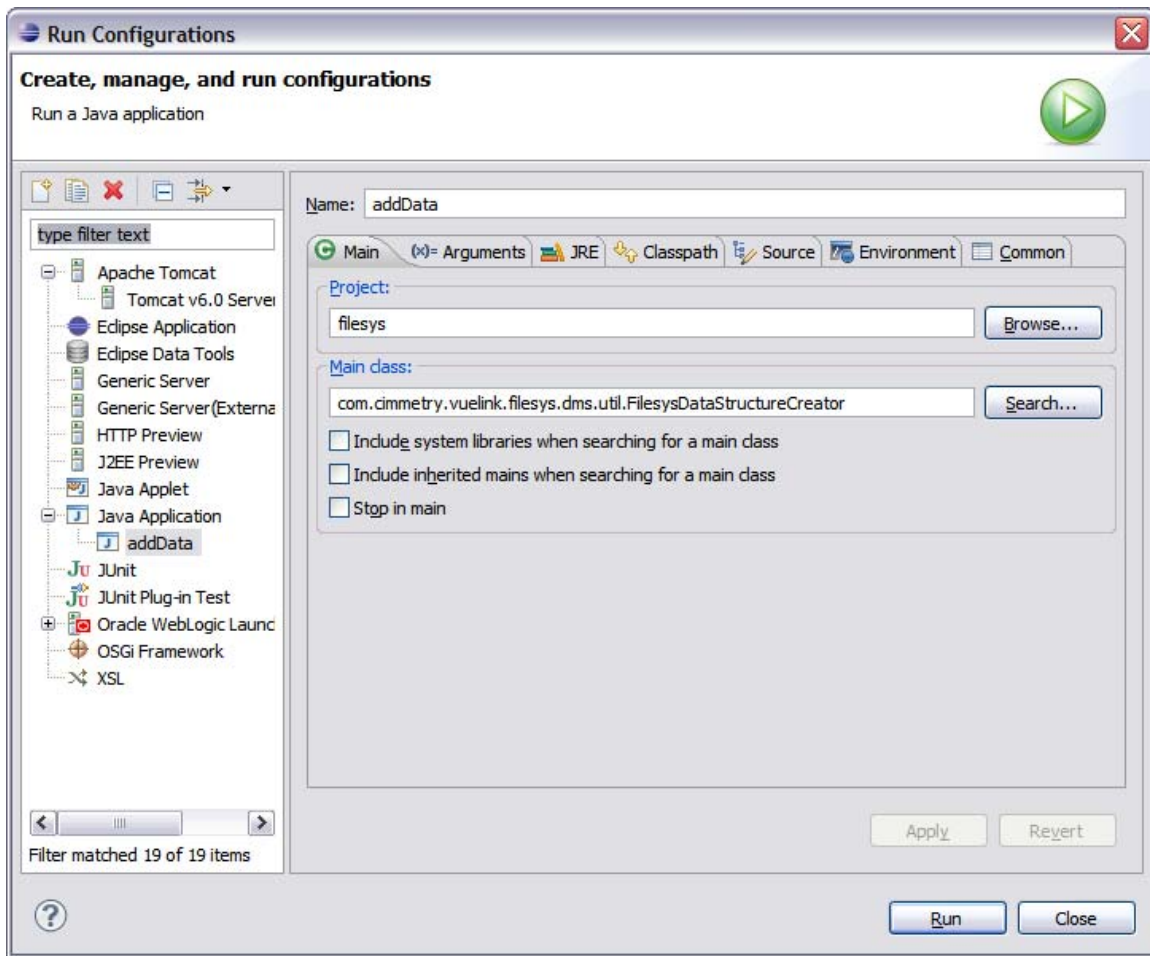 Run Configurations
Create, manage, and run configurations
Run a Java application
type filter text
Apache Tomcat
Tomcat v6.0 Server
Eclipse Application
Eclipse Data Tools
Generic Server
Generic Server(Externa
HTTP Preview
J2EE Preview
Java Applet
Java Application
addData
JUnit
JUnit Plug-in Test
Oracle WebLogic Launc
OSGi Framework
XSL
Filter matched 19 of 19 items
Name: addData
Main (x)= Arguments JRE Classpath Source Environment Common
Project:
filesys Browse...
Main class:
com.cimmetry.vuelink.filesys.dms.util.FilesysDataStructureCreator Search...
Include system libraries when searching for a main class
Include inherited mains when searching for a main class
Stop in main
Apply Revert
Run Close